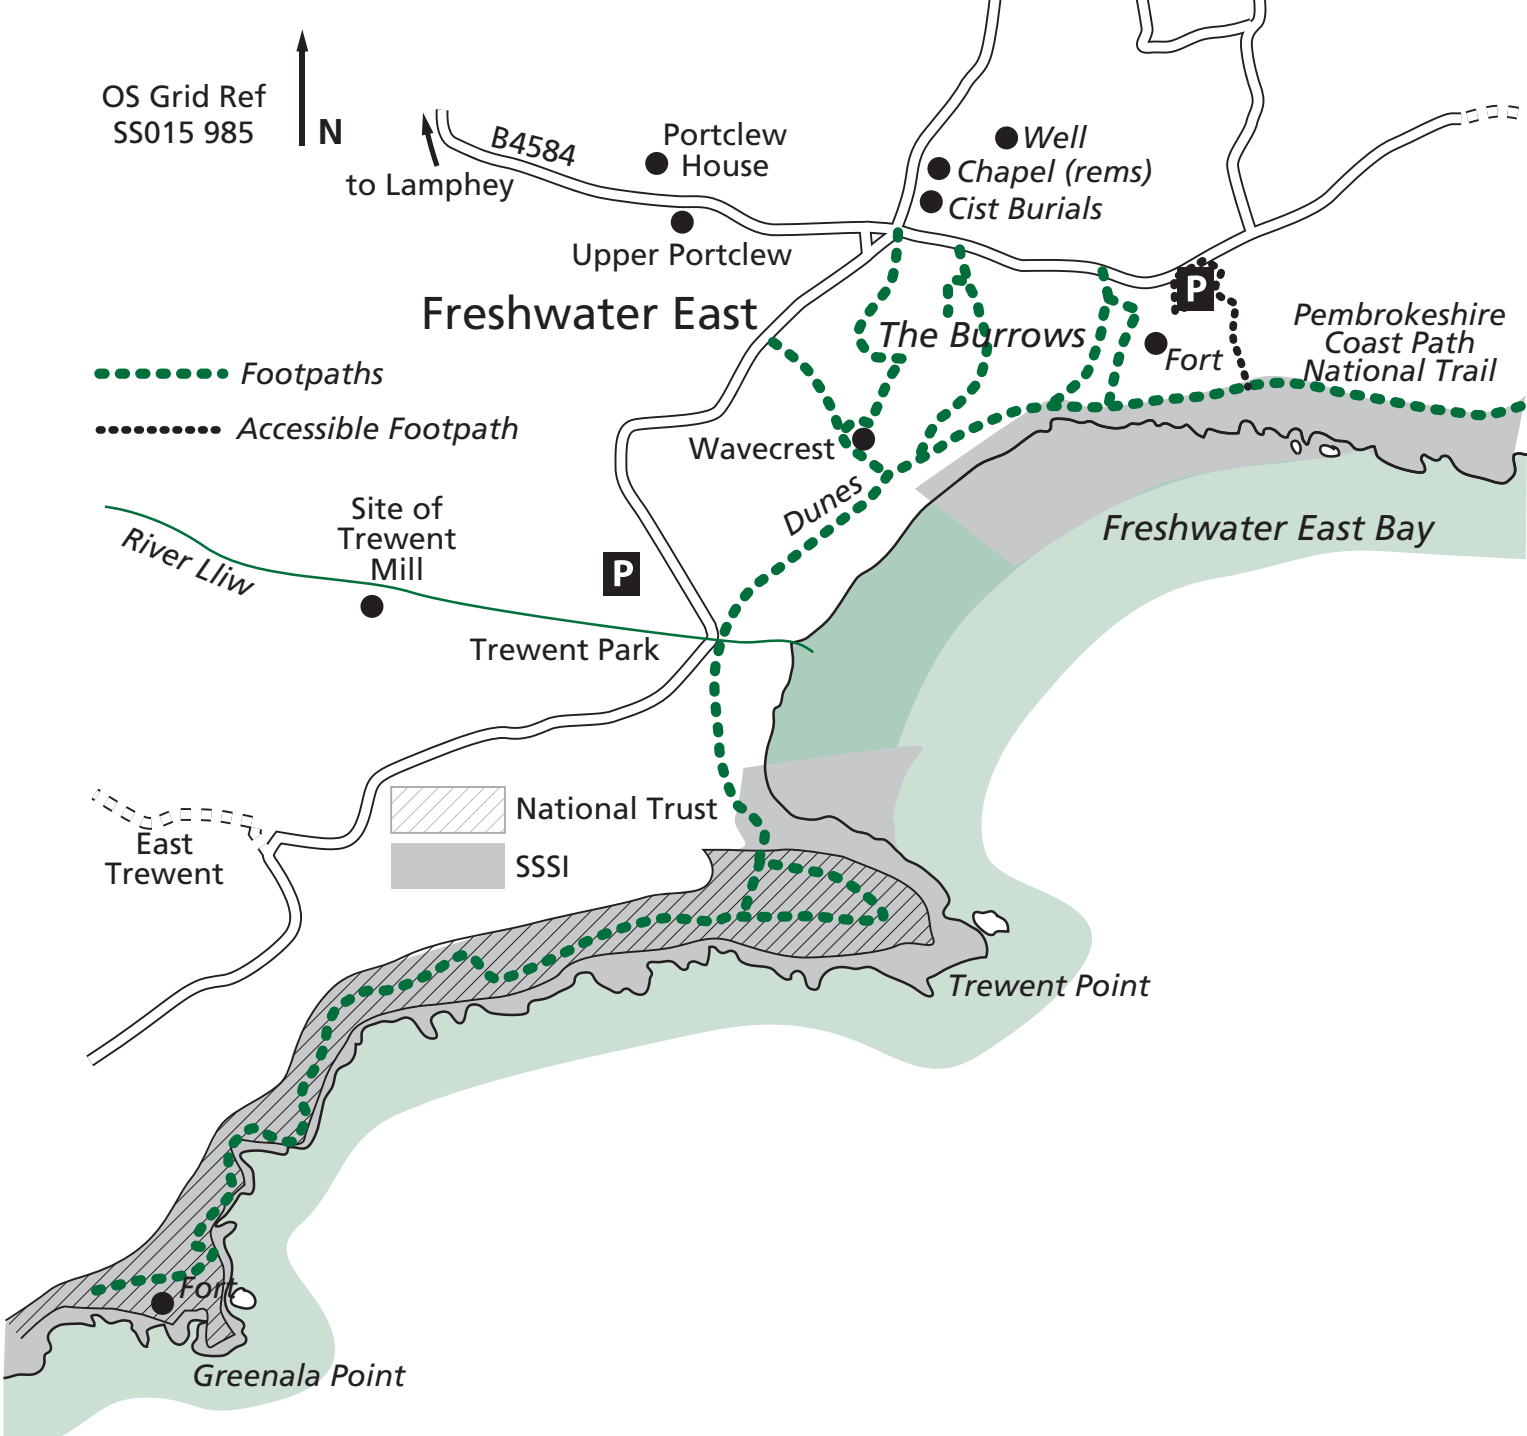 OS Grid Ref
SS015 985
N
B4584
to Lamphey
Portclew
House
Upper Portclew
Well
Chapel (rems)
Cist Burials
Freshwater East
The Burrows
P
Fort
Pembrokeshire
Coast Path
National Trail
Footpaths
Accessible Footpath
Wavecrest
Dunes
Freshwater East Bay
Site of
Trewent
Mill
River Lliw
P
Trewent Park
National Trust
SSSI
East
Trewent
Trewent Point
Fort
Greenala Point